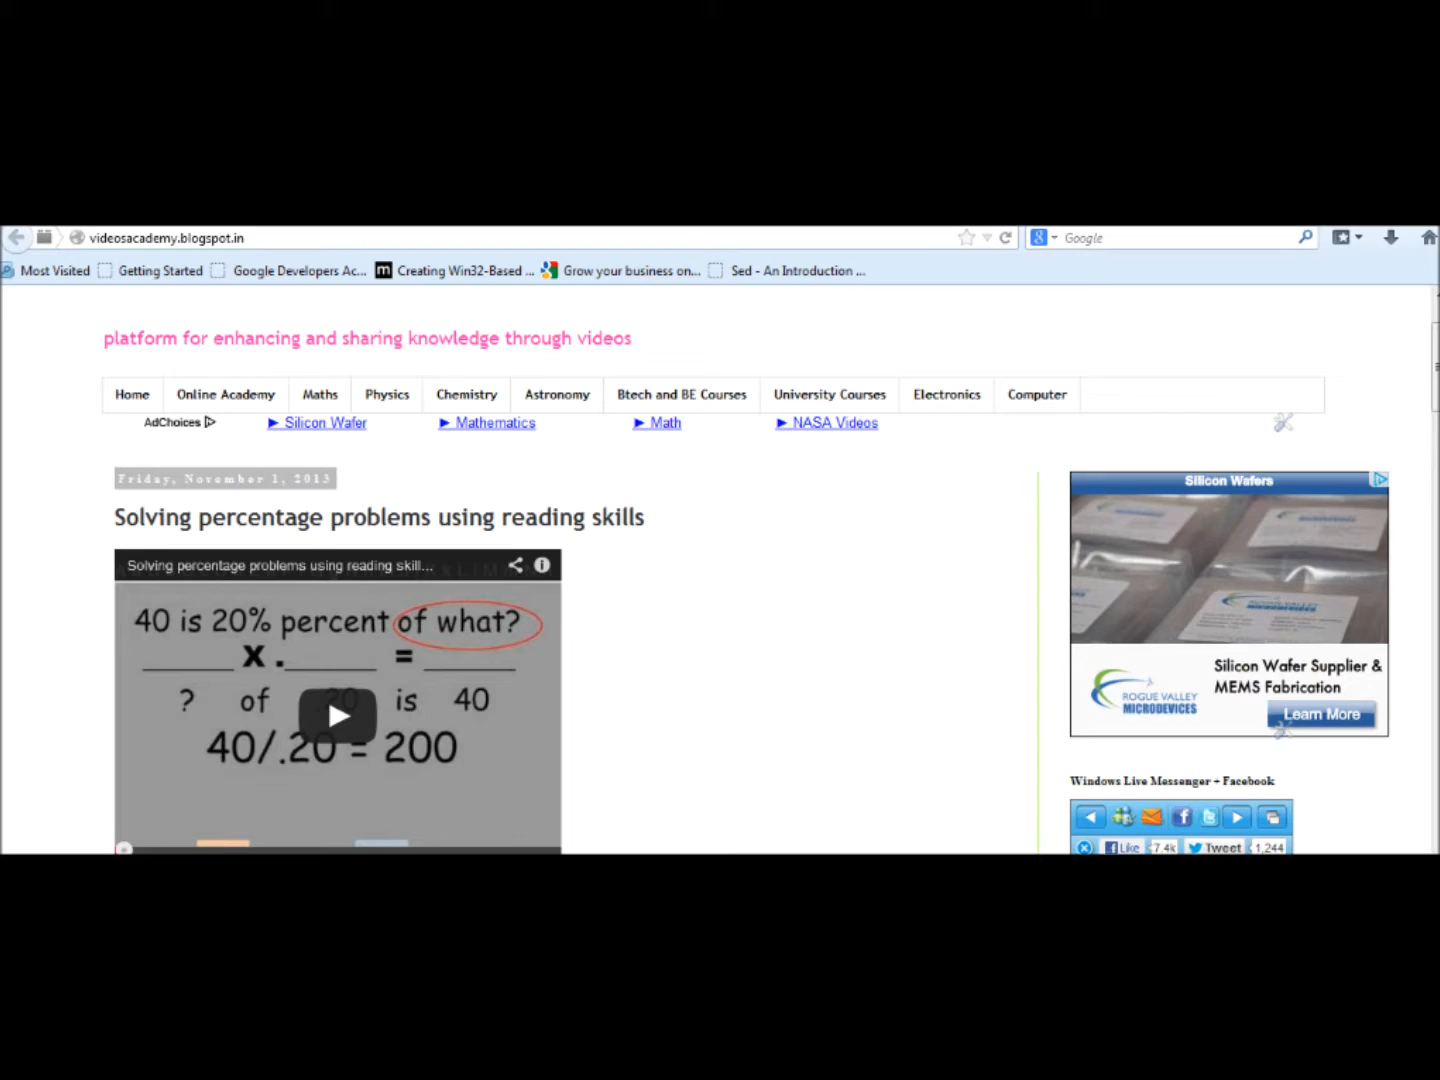 videosacademy.blogspot.in
Google
Most Visited Getting Started Google Developers Ac... Creating Win32-Based ... Grow your business on... Sed - An Introduction ...
platform for enhancing and sharing knowledge through videos
Home Online Academy Maths Physics Chemistry Astronomy Btech and BE Courses University Courses Electronics Computer
AdChoices ► Silicon Wafer ► Mathematics ► Math ► NASA Videos
Friday, November 1, 2013
Solving percentage problems using reading skills
Solving percentage problems using reading skill...
40 is 20% percent of what?
_____ x ._____ = _____
? of .20 is 40
40/.20 = 200
Silicon Wafers
Silicon Wafer Supplier &
MEMS Fabrication
ROGUE VALLEY
MICRODEVICES
Learn More
Windows Live Messenger + Facebook
Like 7.4k Tweet 1,244